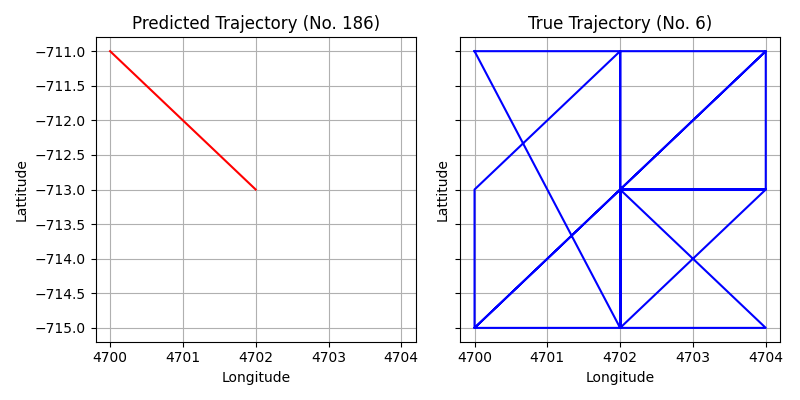 Predicted Trajectory (No. 186)
True Trajectory (No. 6)
Lattitude
−711.0
−711.5
−712.0
−712.5
−713.0
−713.5
−714.0
−714.5
−715.0
4700 4701 4702 4703 4704
Longitude
Lattitude
4700 4701 4702 4703 4704
Longitude